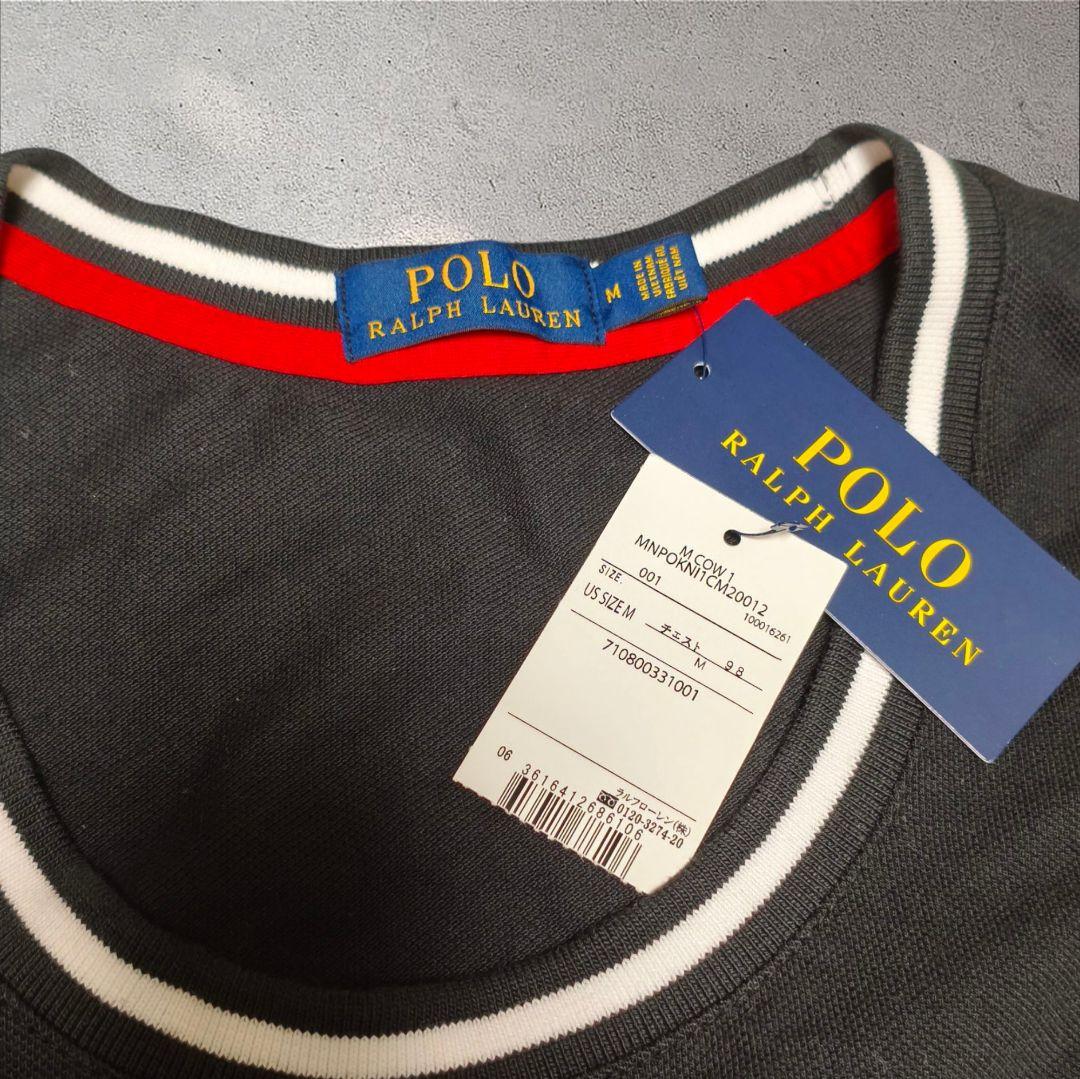 POLO
RALPH LAUREN
M
MADE IN
VIETNAM
FABRIQUÉ AU
VIÊT NAM
POLO
RALPH LAUREN
M COW 1
MNPOKNI1CM20012
SIZE: 001 100016261
US SIZE M チェスト 98
M
710800331001
ラルフローレン(株)
0120-3274-20
06 3616412686106